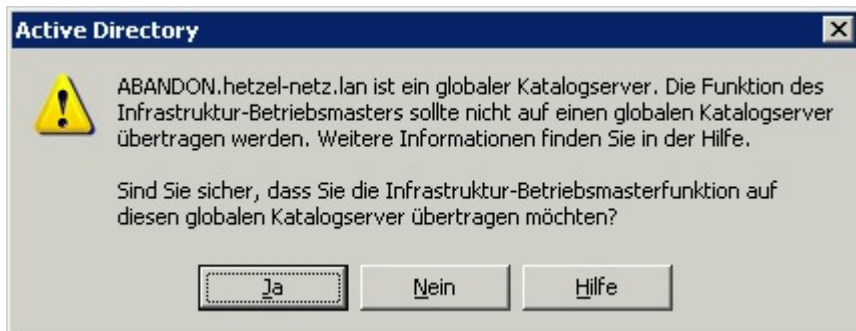 Active Directory
ABANDON.hetzel-netz.lan ist ein globaler Katalogserver. Die Funktion des
Infrastruktur-Betriebsmasters sollte nicht auf einen globalen Katalogserver
übertragen werden. Weitere Informationen finden Sie in der Hilfe.
Sind Sie sicher, dass Sie die Infrastruktur-Betriebsmasterfunktion auf
diesen globalen Katalogserver übertragen möchten?
Ja Nein Hilfe